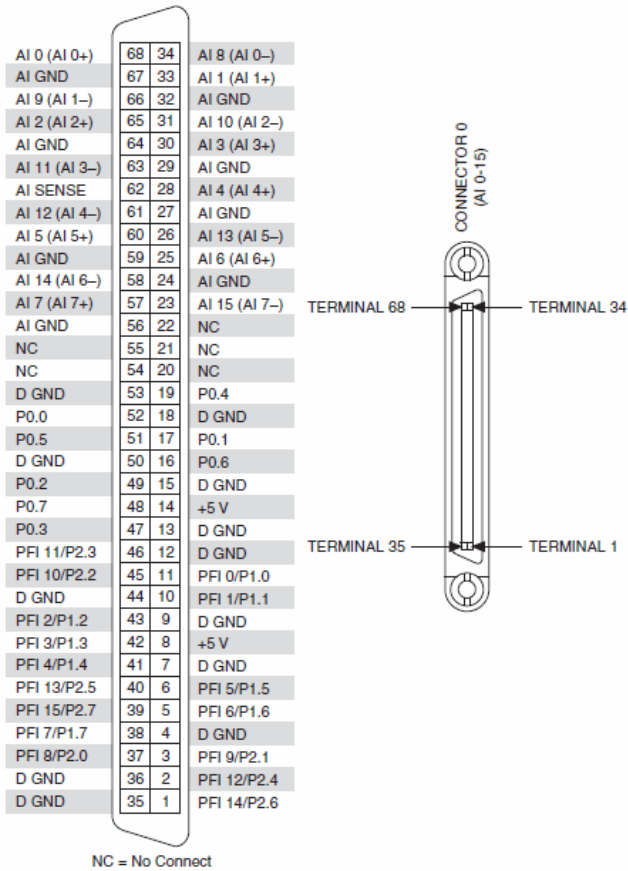 AI 0 (AI 0+) 68 34 AI 8 (AI 0–)
AI GND 67 33 AI 1 (AI 1+)
AI 9 (AI 1–) 66 32 AI GND
AI 2 (AI 2+) 65 31 AI 10 (AI 2–)
AI GND 64 30 AI 3 (AI 3+)
AI 11 (AI 3–) 63 29 AI GND
AI SENSE 62 28 AI 4 (AI 4+)
AI 12 (AI 4–) 61 27 AI GND
AI 5 (AI 5+) 60 26 AI 13 (AI 5–)
AI GND 59 25 AI 6 (AI 6+)
AI 14 (AI 6–) 58 24 AI GND
AI 7 (AI 7+) 57 23 AI 15 (AI 7–)
AI GND 56 22 NC
NC 55 21 NC
NC 54 20 NC
D GND 53 19 P0.4
P0.0 52 18 D GND
P0.5 51 17 P0.1
D GND 50 16 P0.6
P0.2 49 15 D GND
P0.7 48 14 +5 V
P0.3 47 13 D GND
PFI 11/P2.3 46 12 D GND
PFI 10/P2.2 45 11 PFI 0/P1.0
D GND 44 10 PFI 1/P1.1
PFI 2/P1.2 43 9 D GND
PFI 3/P1.3 42 8 +5 V
PFI 4/P1.4 41 7 D GND
PFI 13/P2.5 40 6 PFI 5/P1.5
PFI 15/P2.7 39 5 PFI 6/P1.6
PFI 7/P1.7 38 4 D GND
PFI 8/P2.0 37 3 PFI 9/P2.1
D GND 36 2 PFI 12/P2.4
D GND 35 1 PFI 14/P2.6
NC = No Connect
CONNECTOR 0
(AI 0-15)
TERMINAL 68
TERMINAL 34
TERMINAL 35
TERMINAL 1